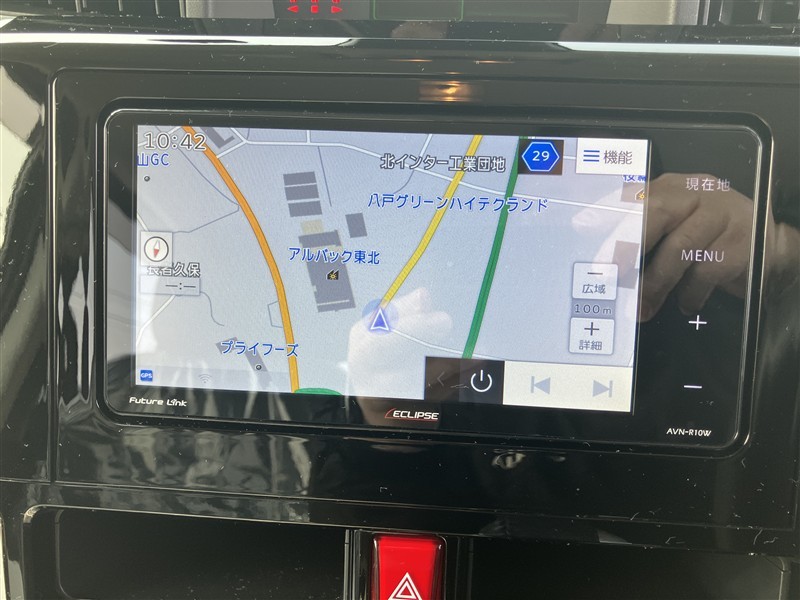 10:42
山GC
北インター工業団地
29
機能
八戸グリーンハイテクランド
現在地
アルバック東北
MENU
長者久保
-:--
広域
100m
詳細
プライフーズ
GPS
Future Link
ECLIPSE
AVN-R10W